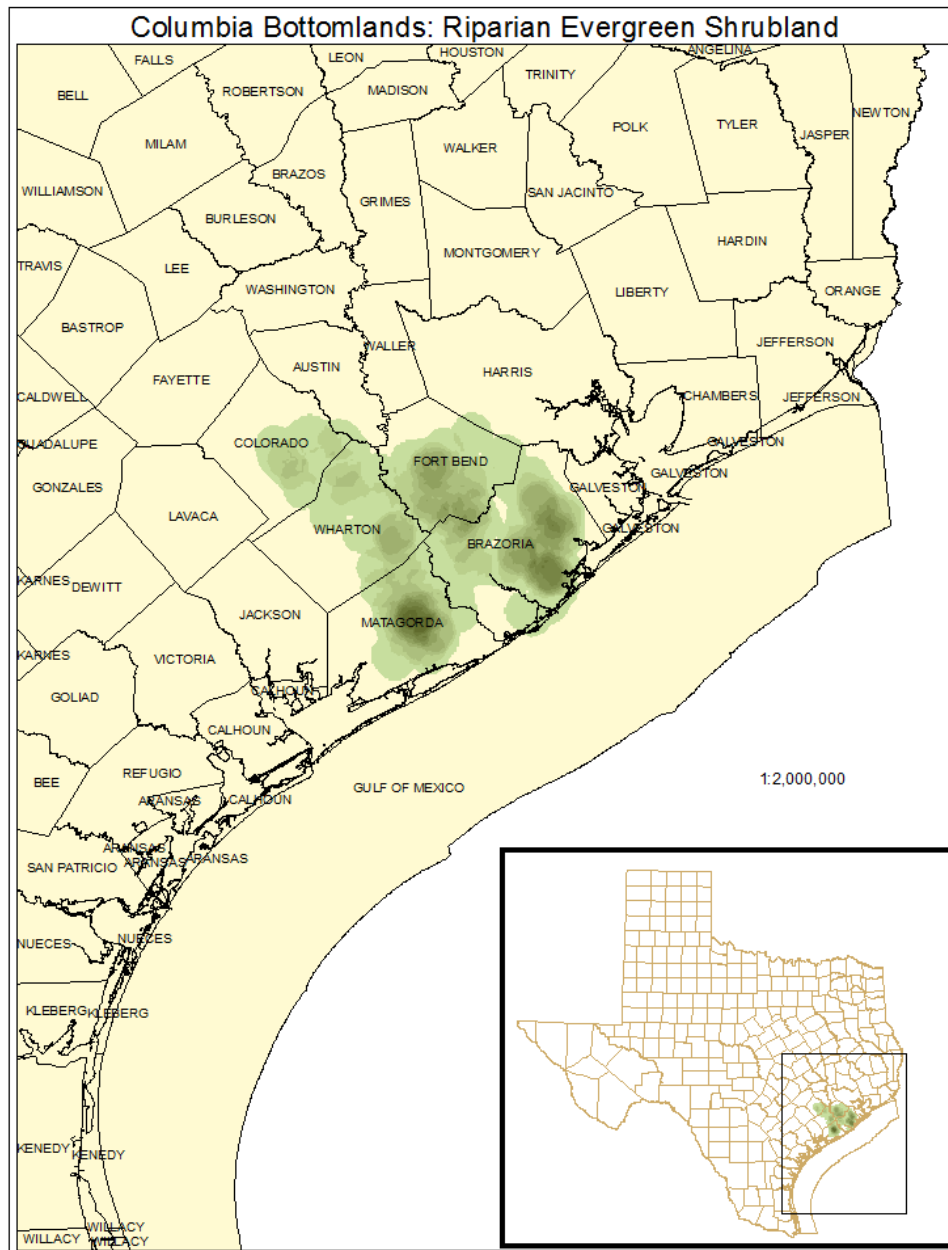 Columbia Bottomlands: Riparian Evergreen Shrubland
FALLS
LEON
HOUSTON
ANGELINA
BELL
ROBERTSON
MADISON
TRINITY
MILAM
POLK
TYLER
JASPER
NEWTON
WALKER
WILLIAMSON
BRAZOS
SAN JACINTO
GRIMES
BURLESON
MONTGOMERY
HARDIN
TRAVIS
LEE
WASHINGTON
LIBERTY
ORANGE
BASTROP
WALLER
JEFFERSON
AUSTIN
FAYETTE
HARRIS
CALDWELL
CHAMBERS
JEFFERSON
GUADALUPE
COLORADO
GALVESTON
FORT BEND
GALVESTON
GONZALES
GALVESTON
LAVACA
WHARTON
GALVESTON
BRAZORIA
KARNES
DEWITT
JACKSON
MATAGORDA
KARNES
VICTORIA
GOLIAD
CALHOUN
CALHOUN
BEE
REFUGIO
1:2,000,000
GULF OF MEXICO
ARANSAS
CALHOUN
ARANSAS
SAN PATRICIO
ARANSAS
ARANSAS
NUECES
NUECES
KLEBERG
KLEBERG
KENEDY
KENEDY
WILLACY
WILLACY
WILLACY